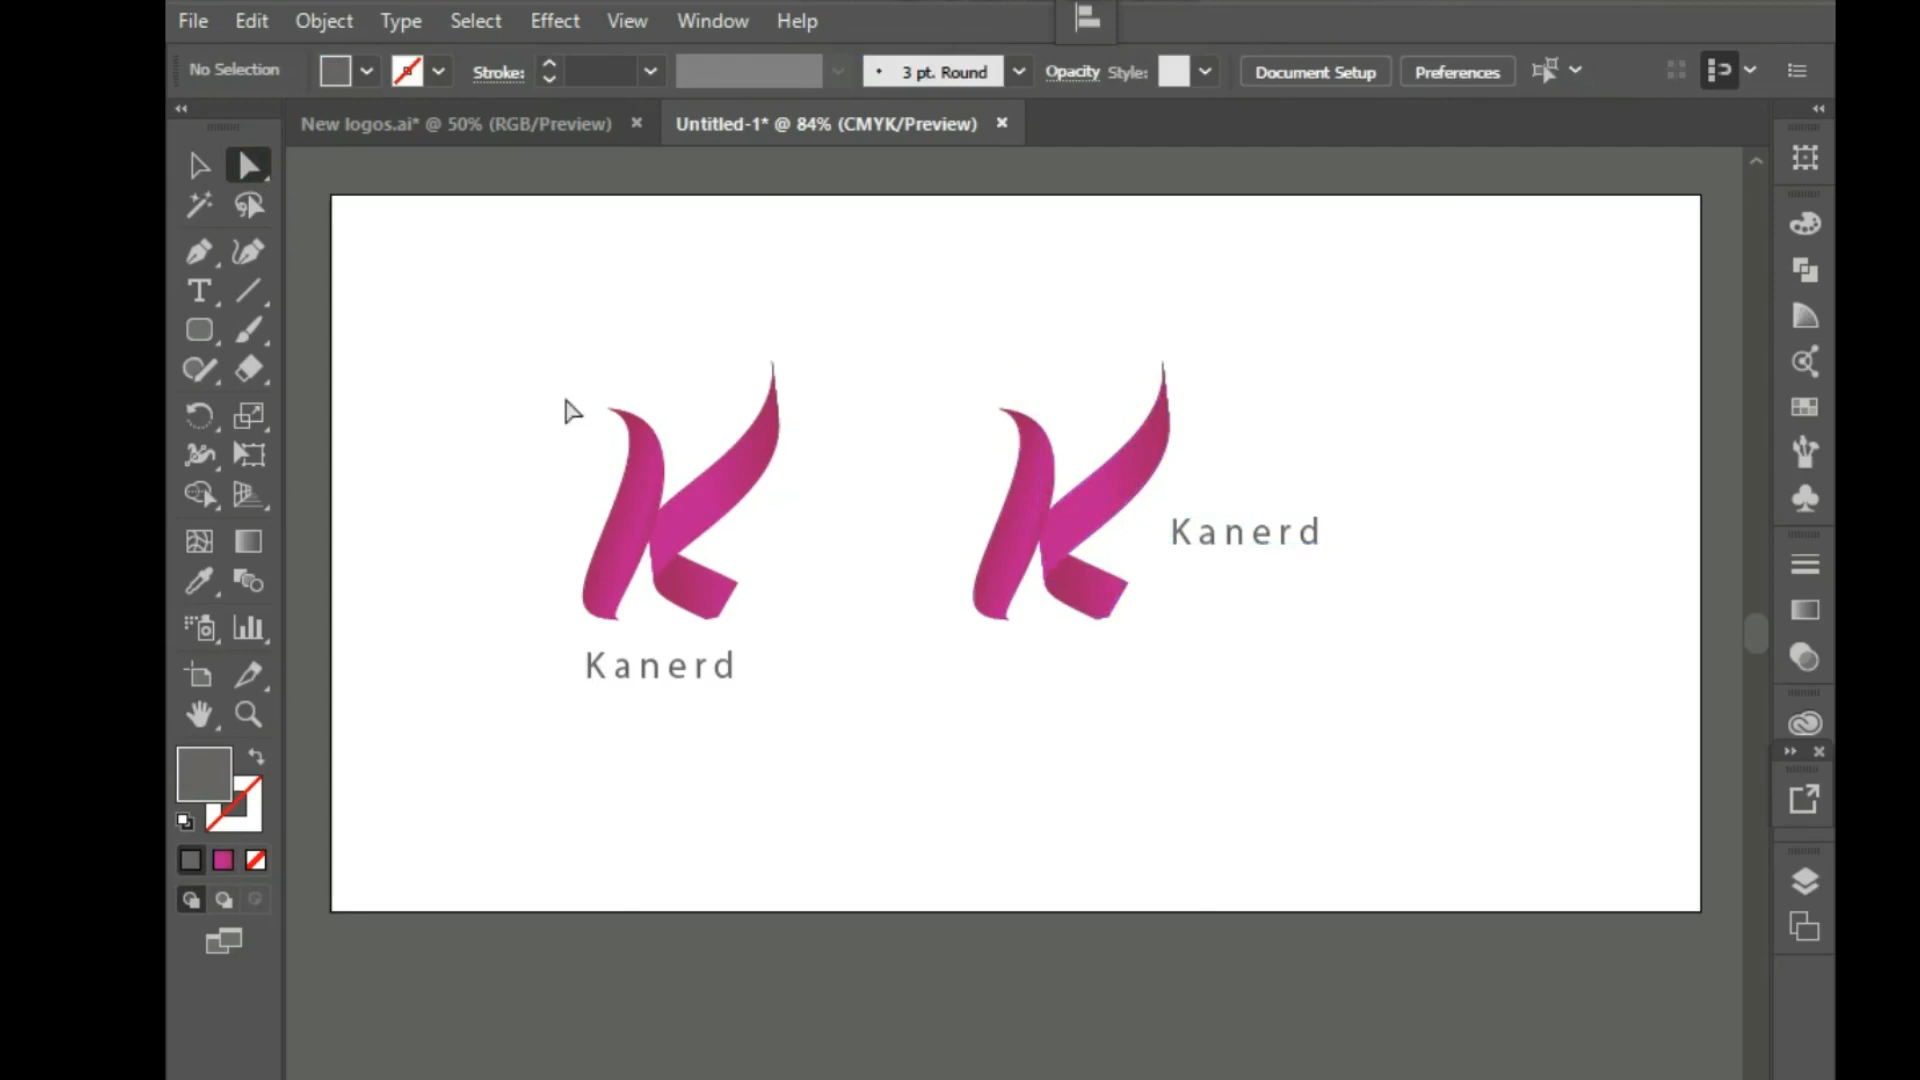 File Edit Object Type Select Effect View Window Help
No Selection Stroke: 3 pt. Round Opacity Style: Document Setup Preferences
New logos.ai* @ 50% (RGB/Preview) × Untitled-1* @ 84% (CMYK/Preview) ×
K K
Kanerd
Kanerd